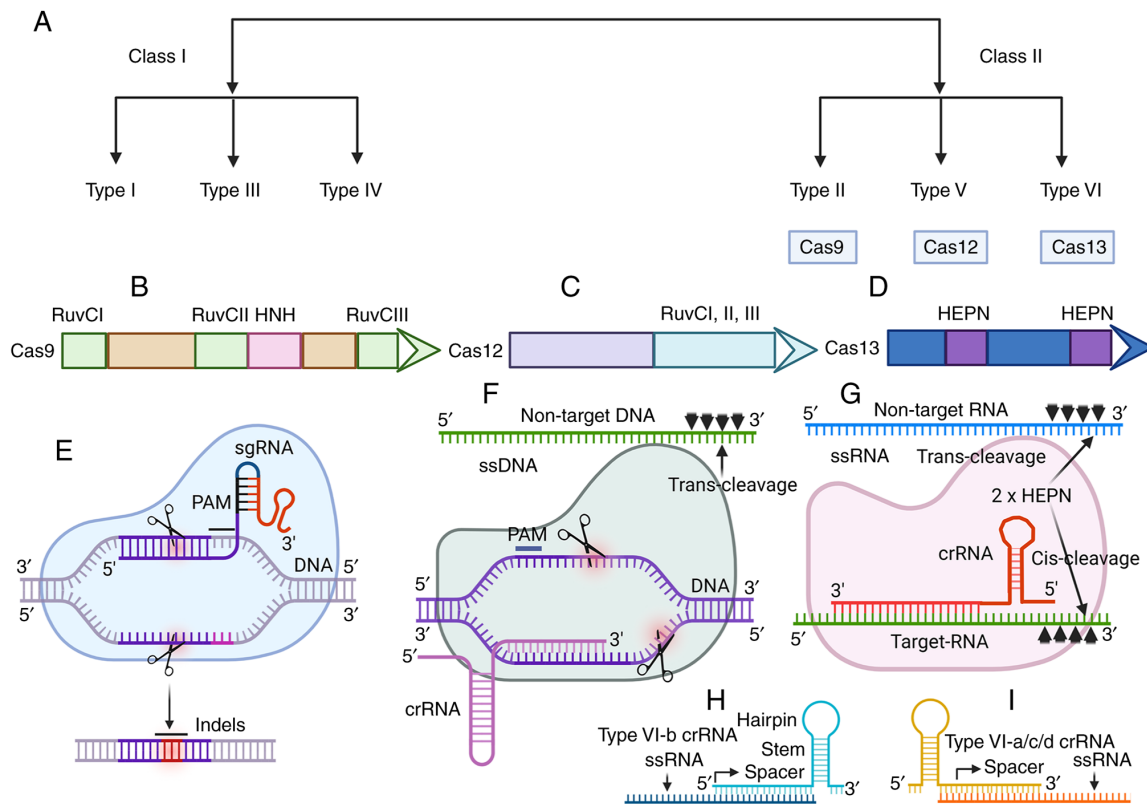 A
Class I
Class II
Type I
Type III
Type IV
Type II
Type V
Type VI
Cas9
Cas12
Cas13
B
RuvCI
RuvCII HNH
RuvCIII
Cas9
C
RuvCI, II, III
Cas12
D
HEPN
HEPN
Cas13
E
sgRNA
PAM
3′
5′
3′
DNA
5′
5′
3′
Indels
F
5′
Non-target DNA
3′
ssDNA
Trans-cleavage
PAM
5′
DNA
3′
3′
5′
3′
5′
crRNA
G
5′
Non-target RNA
3′
ssRNA
Trans-cleavage
2 x HEPN
crRNA
Cis-cleavage
3'
5′
5′
3′
Target-RNA
H
Hairpin
Type VI-b crRNA
Stem
ssRNA
Spacer
5′
3′
I
Type VI-a/c/d crRNA
ssRNA
Spacer
5′
3′